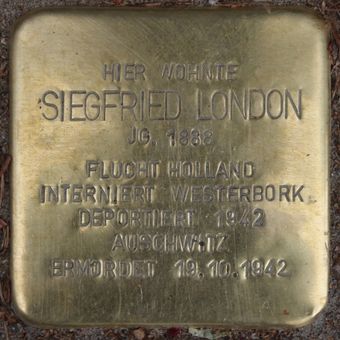 HIER WOHNTE
SIEGFRIED LONDON
JG. 1888
FLUCHT HOLLAND
INTERNIERT WESTERBORK
DEPORTIERT 1942
AUSCHWITZ
ERMORDET 19.10.1942